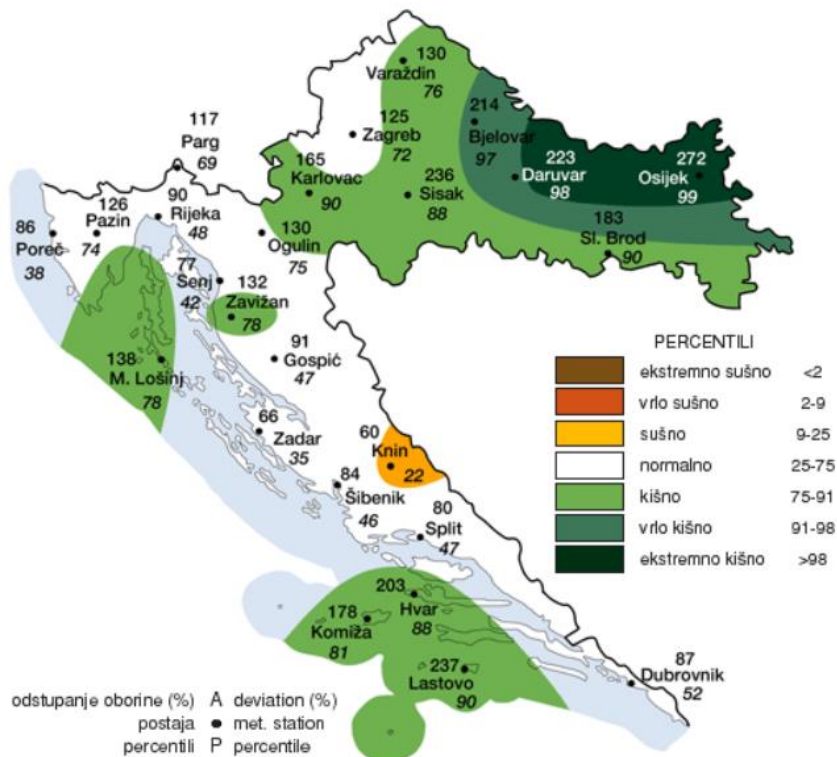 130
Varaždin
76
214
Bjelovar
97
117
Parg
69
125
Zagreb
72
223
Daruvar
98
272
Osijek
99
165
Karlovac
90
236
Sisak
88
183
Sl. Brod
90
86
Poreč
38
126
Pazin
74
90
Rijeka
48
130
Ogulin
75
77
Senj
42
132
Zavižan
78
91
Gospić
47
138
M. Lošinj
78
66
Zadar
35
60
Knin
22
84
Šibenik
46
80
Split
47
203
Hvar
88
178
Komiža
81
237
Lastovo
90
87
Dubrovnik
52
PERCENTILI
ekstremno sušno <2
vrlo sušno 2-9
sušno 9-25
normalno 25-75
kišno 75-91
vrlo kišno 91-98
ekstremno kišno >98
odstupanje oborine (%) A deviation (%)
postaja ● met. station
percentili P percentile